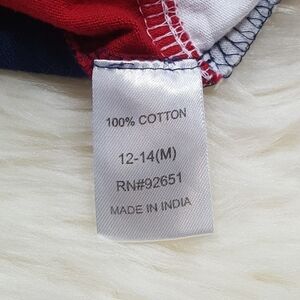 100% COTTON
12-14(M)
RN#92651
MADE IN INDIA